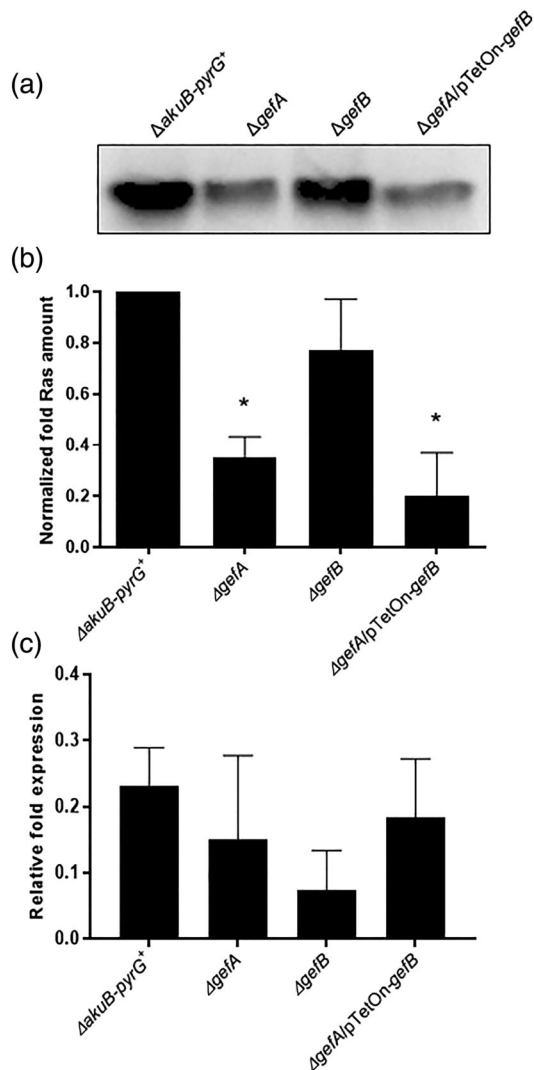 (a)
ΔakuB-pyrG⁺
ΔgefA
ΔgefB
ΔgefA/pTetOn-gefB
(b)
Normalized fold Ras amount
1.0
0.8
0.6
0.4
0.2
0.0
*
*
ΔakuB-pyrG⁺
ΔgefA
ΔgefB
ΔgefA/pTetOn-gefB
(c)
Relative fold expression
0.4
0.3
0.2
0.1
0.0
ΔakuB-pyrG⁺
ΔgefA
ΔgefB
ΔgefA/pTetOn-gefB